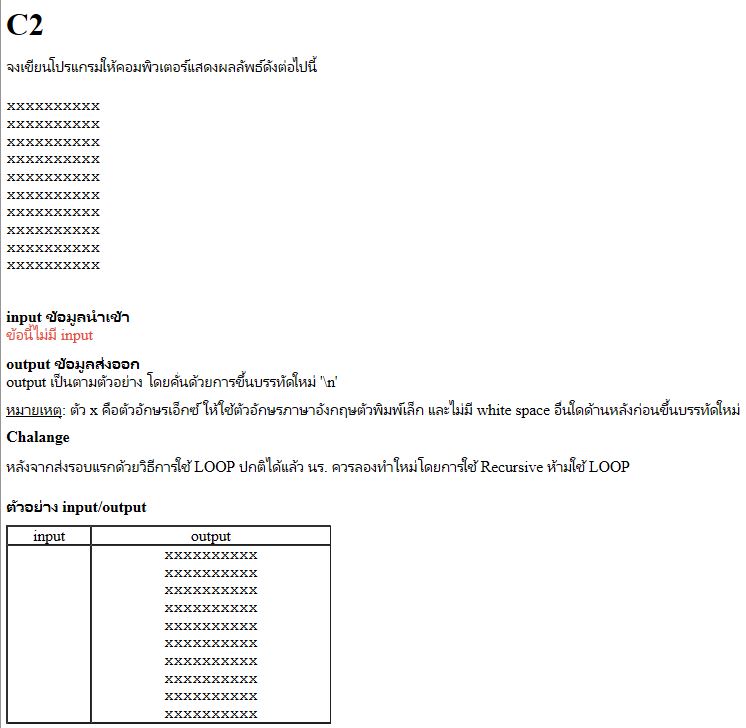 C2
จงเขียนโปรแกรมให้คอมพิวเตอร์แสดงผลลัพธ์ดังต่อไปนี้
xxxxxxxxxx
xxxxxxxxxx
xxxxxxxxxx
xxxxxxxxxx
xxxxxxxxxx
xxxxxxxxxx
xxxxxxxxxx
xxxxxxxxxx
xxxxxxxxxx
xxxxxxxxxx
input ข้อมูลนำเข้า
ข้อนี้ไม่มี input
output ข้อมูลส่งออก
output เป็นตามตัวอย่าง โดยคั่นด้วยการขึ้นบรรทัดใหม่ '\n'
หมายเหตุ: ตัว x คือตัวอักษรเอ็กซ์ ให้ใช้ตัวอักษรภาษาอังกฤษตัวพิมพ์เล็ก และไม่มี white space อื่นใดด้านหลังก่อนขึ้นบรรทัดใหม่
Chalange
หลังจากส่งรอบแรกด้วยวิธีการใช้ LOOP ปกติได้แล้ว นร. ควรลองทำใหม่โดยการใช้ Recursive ห้ามใช้ LOOP
ตัวอย่าง input/output
input output
xxxxxxxxxx
xxxxxxxxxx
xxxxxxxxxx
xxxxxxxxxx
xxxxxxxxxx
xxxxxxxxxx
xxxxxxxxxx
xxxxxxxxxx
xxxxxxxxxx
xxxxxxxxxx